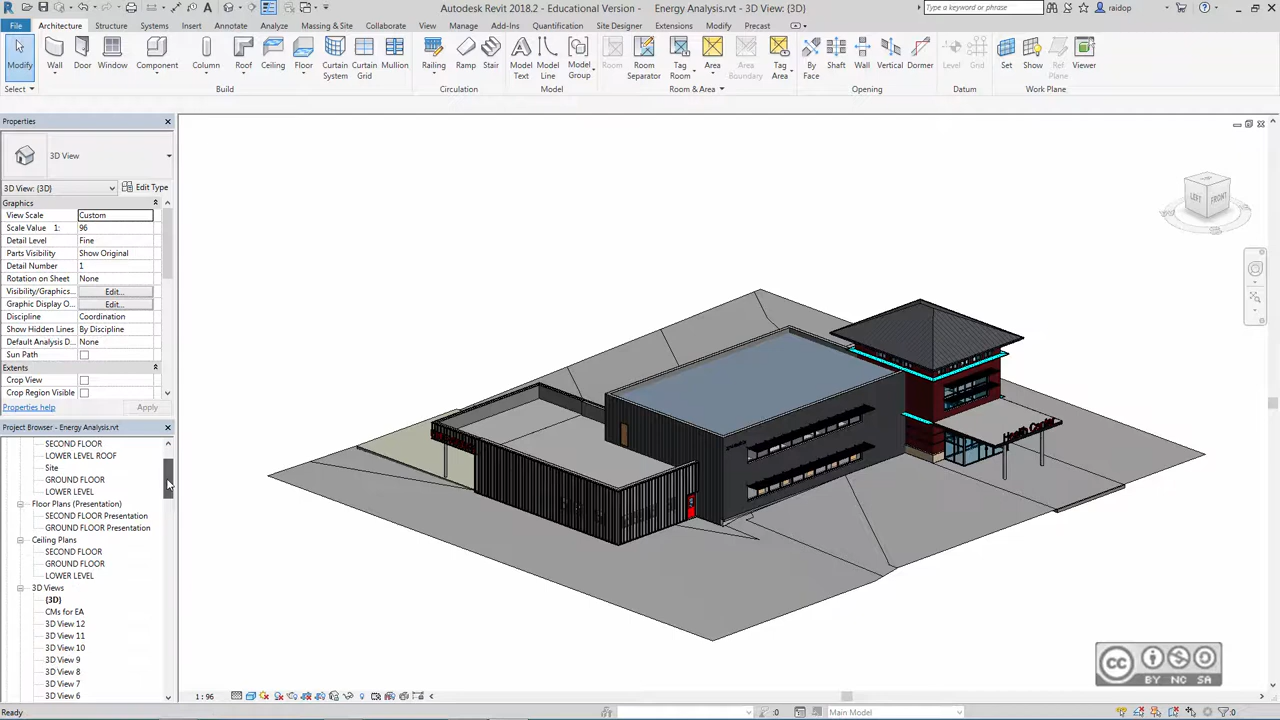 Autodesk Revit 2018.2 - Educational Version - Energy Analysis.rvt - 3D View: {3D}
Type a keyword or phrase
raidop
File Architecture Structure Systems Insert Annotate Analyze Massing & Site Collaborate View Manage Add-Ins Quantification Site Designer Extensions Modify Precast
Modify Wall Door Window Component Column Roof Ceiling Floor Curtain System Curtain Grid Mullion Railing Ramp Stair Model Text Model Line Model Group Room Room Separator Tag Room Area Area Boundary Tag Area By Face Shaft Wall Vertical Dormer Level Grid Set Show Ref Plane Viewer
Select Build Circulation Model Room & Area Opening Datum Work Plane
Properties
3D View
3D View: {3D} Edit Type
Graphics
View Scale Custom
Scale Value 1: 96
Detail Level Fine
Parts Visibility Show Original
Detail Number 1
Rotation on Sheet None
Visibility/Graphics... Edit...
Graphic Display O... Edit...
Discipline Coordination
Show Hidden Lines By Discipline
Default Analysis D... None
Sun Path
Extents
Crop View
Crop Region Visible
Properties help Apply
Project Browser - Energy Analysis.rvt
SECOND FLOOR
LOWER LEVEL ROOF
Site
GROUND FLOOR
LOWER LEVEL
Floor Plans (Presentation)
SECOND FLOOR Presentation
GROUND FLOOR Presentation
Ceiling Plans
SECOND FLOOR
GROUND FLOOR
LOWER LEVEL
3D Views
{3D}
CMs for EA
3D View 12
3D View 11
3D View 10
3D View 9
3D View 8
3D View 7
3D View 6
LEFT FRONT
Health Center
cc
BY NC SA
1 : 96
Ready
:0
Main Model
:0